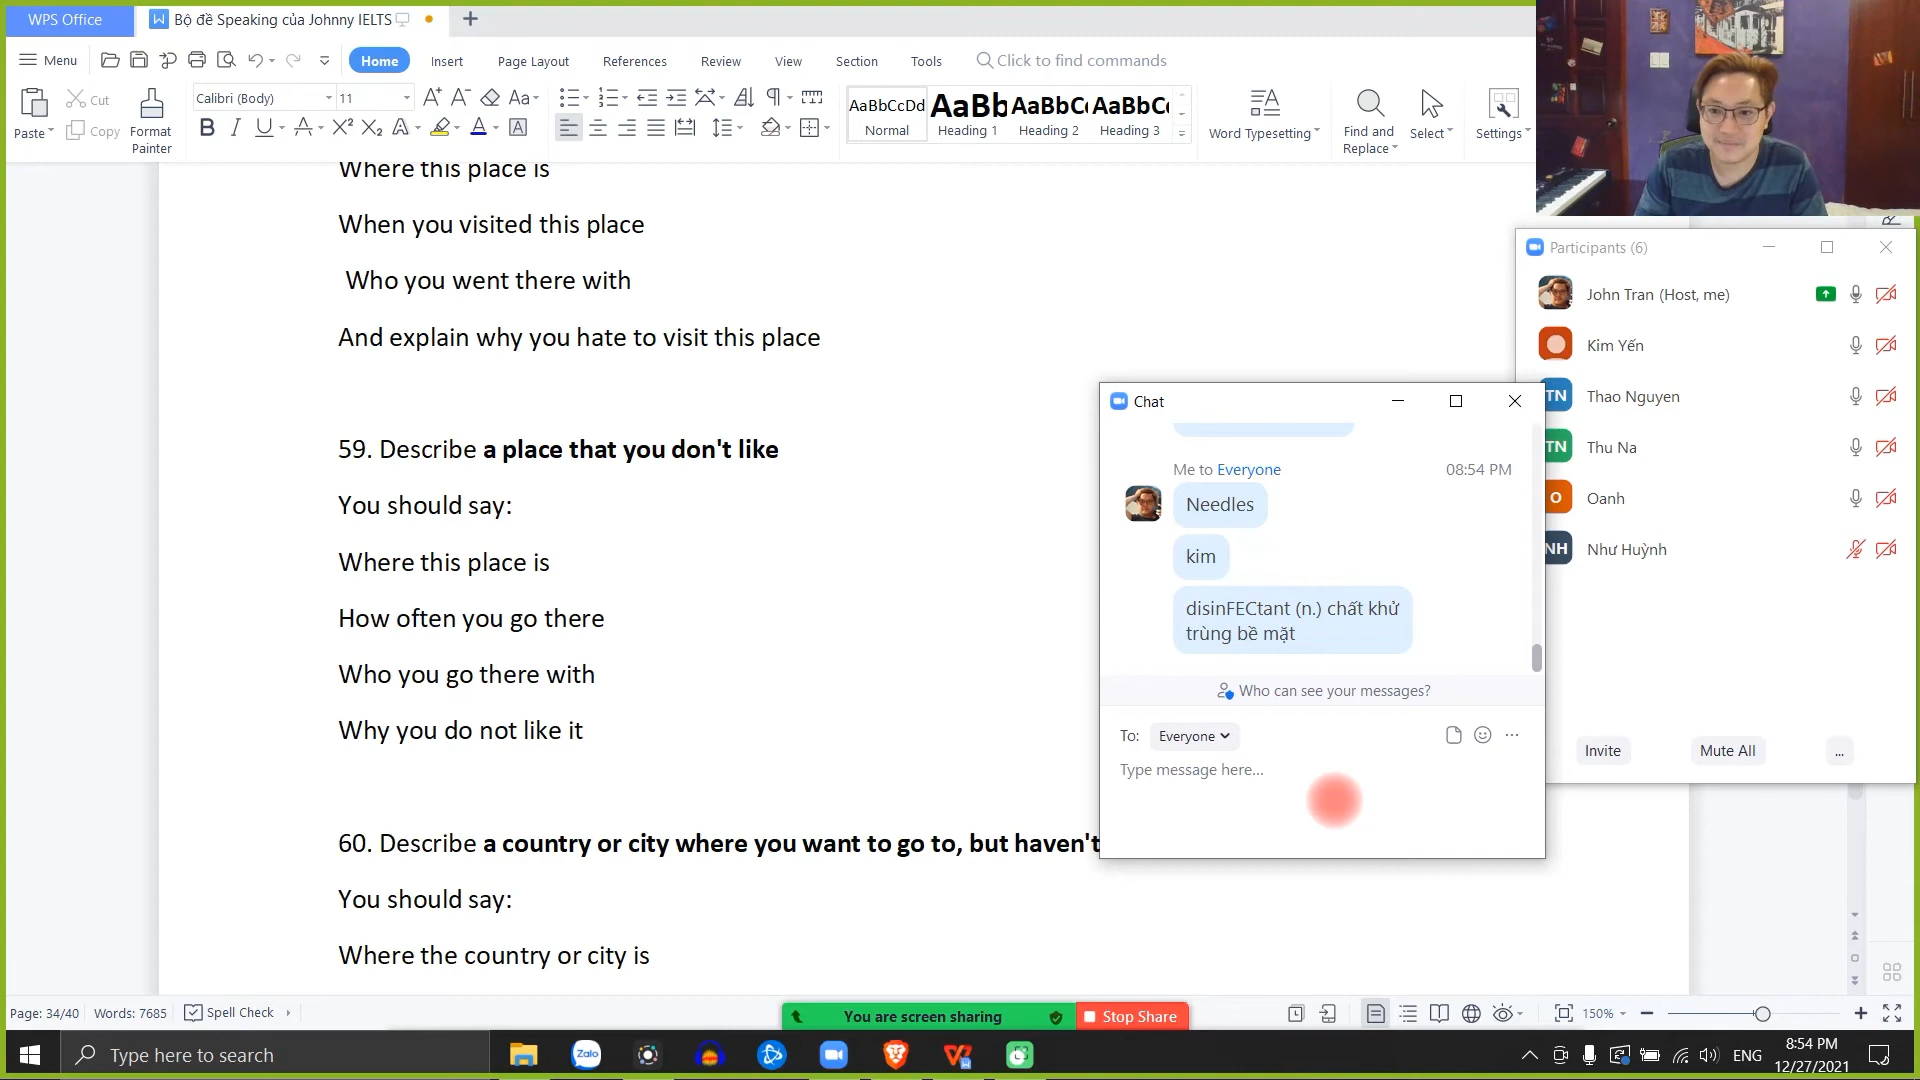 WPS Office
Bộ đề Speaking của Johnny IELTS
Menu
Home
Insert
Page Layout
References
Review
View
Section
Tools
Click to find commands
Paste
Cut
Copy
Format
Painter
Calibri (Body)
11
AaBbCcDd
Normal
AaBb
Heading 1
AaBbC
Heading 2
AaBbC
Heading 3
Word Typesetting
Find and
Replace
Select
Settings
Where this place is
When you visited this place
Who you went there with
And explain why you hate to visit this place
59. Describe a place that you don't like
You should say:
Where this place is
How often you go there
Who you go there with
Why you do not like it
60. Describe a country or city where you want to go to, but haven't
You should say:
Where the country or city is
Participants (6)
John Tran (Host, me)
Kim Yến
TN
Thao Nguyen
TN
Thu Na
O
Oanh
NH
Như Huỳnh
Invite
Mute All
...
Chat
Me to Everyone
08:54 PM
Needles
kim
disinFECtant (n.) chất khử
trùng bề mặt
Who can see your messages?
To:
Everyone
Type message here...
Page: 34/40
Words: 7685
Spell Check
You are screen sharing
Stop Share
150%
Type here to search
Zalo
ENG
8:54 PM
12/27/2021